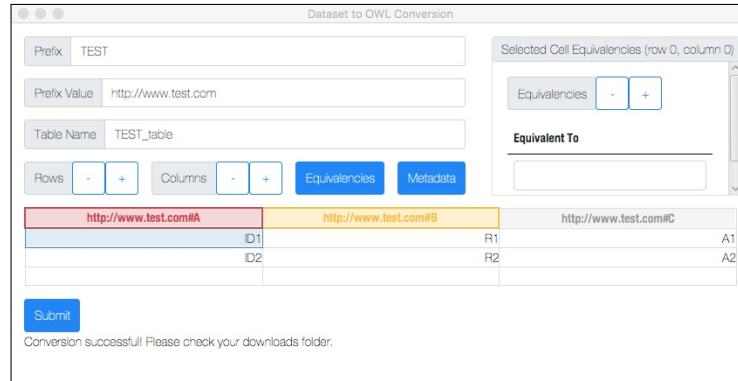 Dataset to OWL Conversion
Prefix TEST
Selected Cell Equivalencies (row 0, column 0)
Prefix Value http://www.test.com
Equivalencies - +
Table Name TEST_table
Equivalent To
Rows - + Columns - + Equivalencies Metadata
http://www.test.com#A http://www.test.com#B http://www.test.com#C
ID1 R1 A1
ID2 R2 A2
Submit
Conversion successful! Please check your downloads folder.